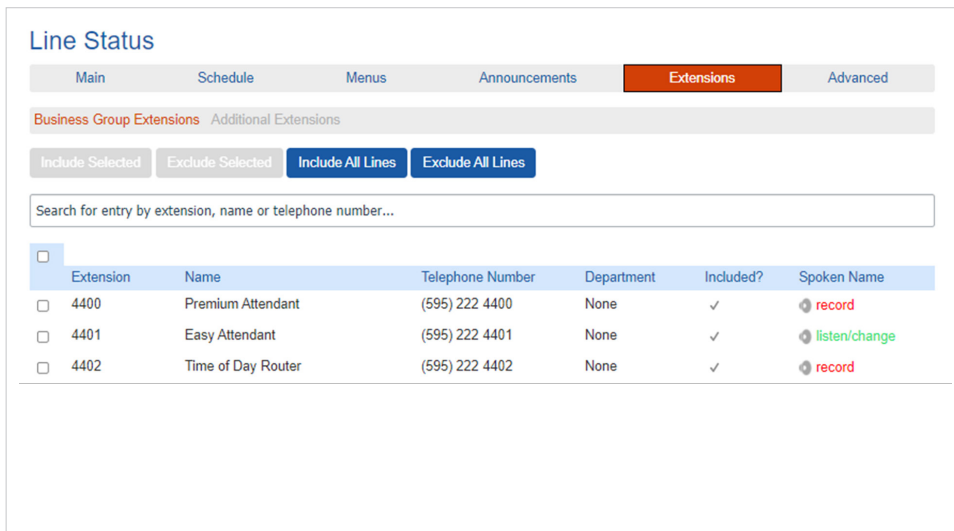 Line Status
Main Schedule Menus Announcements Extensions Advanced
Business Group Extensions Additional Extensions
Include Selected Exclude Selected Include All Lines Exclude All Lines
Search for entry by extension, name or telephone number...
Extension Name Telephone Number Department Included? Spoken Name
4400 Premium Attendant (595) 222 4400 None ✓ record
4401 Easy Attendant (595) 222 4401 None ✓ listen/change
4402 Time of Day Router (595) 222 4402 None ✓ record